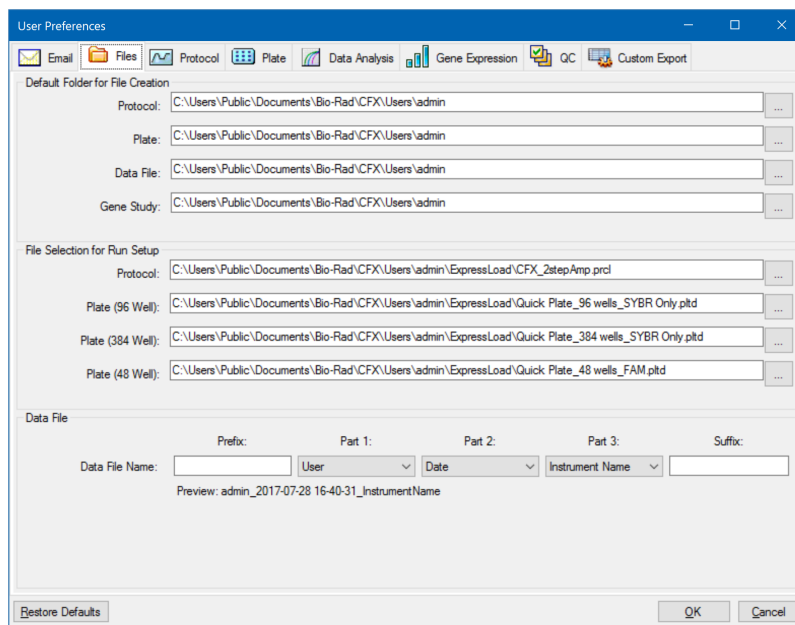 User Preferences
Email Files Protocol Plate Data Analysis Gene Expression QC Custom Export
Default Folder for File Creation
Protocol: C:\Users\Public\Documents\Bio-Rad\CFX\Users\admin ...
Plate: C:\Users\Public\Documents\Bio-Rad\CFX\Users\admin ...
Data File: C:\Users\Public\Documents\Bio-Rad\CFX\Users\admin ...
Gene Study: C:\Users\Public\Documents\Bio-Rad\CFX\Users\admin ...
File Selection for Run Setup
Protocol: C:\Users\Public\Documents\Bio-Rad\CFX\Users\admin\ExpressLoad\CFX_2stepAmp.prcl ...
Plate (96 Well): C:\Users\Public\Documents\Bio-Rad\CFX\Users\admin\ExpressLoad\Quick Plate_96 wells_SYBR Only.pltd ...
Plate (384 Well): C:\Users\Public\Documents\Bio-Rad\CFX\Users\admin\ExpressLoad\Quick Plate_384 wells_SYBR Only.pltd ...
Plate (48 Well): C:\Users\Public\Documents\Bio-Rad\CFX\Users\admin\ExpressLoad\Quick Plate_48 wells_FAM.pltd ...
Data File
Prefix: Part 1: Part 2: Part 3: Suffix:
Data File Name: User Date Instrument Name
Preview: admin_2017-07-28 16-40-31_InstrumentName
Restore Defaults OK Cancel